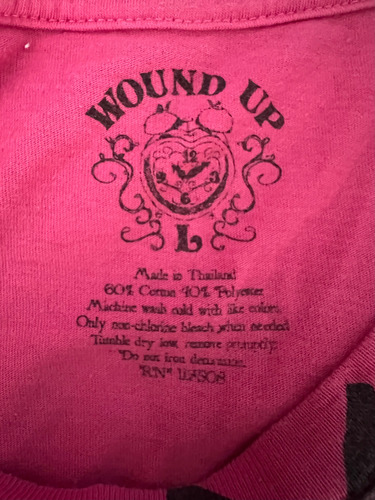 WOUND UP
12
3
9
6
L
Made in Thailand
60% Cotton 40% Polyester
Machine wash cold with like colors
Only non-chlorine bleach when needed
Tumble dry low, remove promptly
Do not iron decoration
"RN"